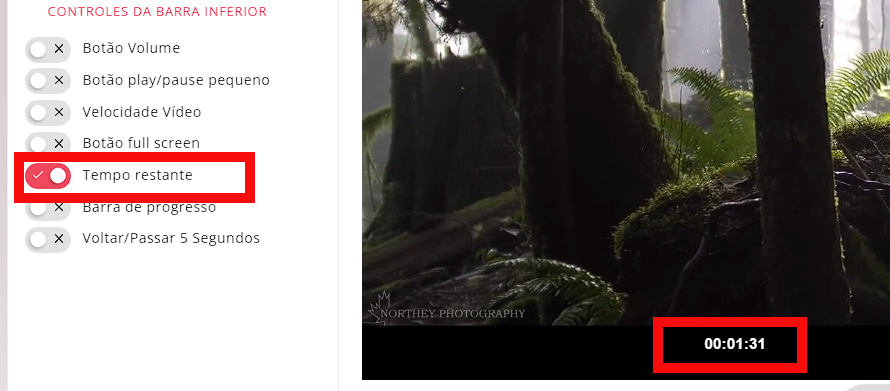 CONTROLES DA BARRA INFERIOR
Botão Volume
Botão play/pause pequeno
Velocidade Vídeo
Botão full screen
Tempo restante
Barra de progresso
Voltar/Passar 5 Segundos
NORTHEY PHOTOGRAPHY
00:01:31